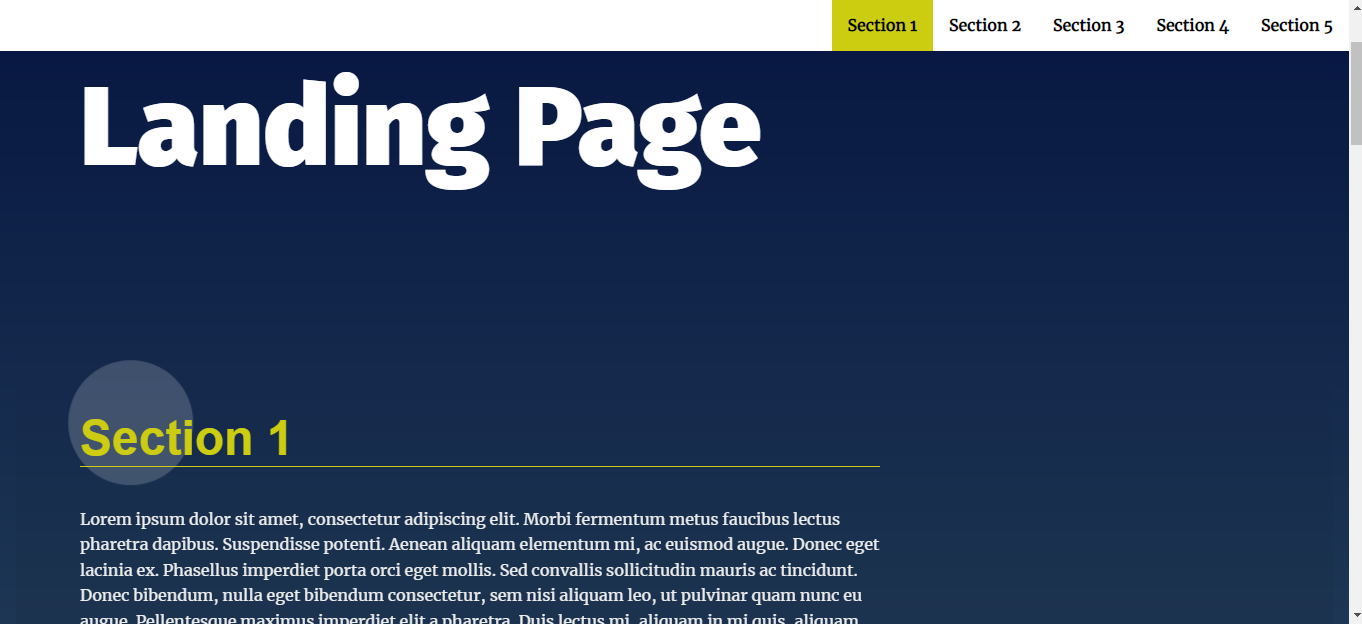 Section 1 Section 2 Section 3 Section 4 Section 5
Landing Page
Section 1
Lorem ipsum dolor sit amet, consectetur adipiscing elit. Morbi fermentum metus faucibus lectus
pharetra dapibus. Suspendisse potenti. Aenean aliquam elementum mi, ac euismod augue. Donec eget
lacinia ex. Phasellus imperdiet porta orci eget mollis. Sed convallis sollicitudin mauris ac tincidunt.
Donec bibendum, nulla eget bibendum consectetur, sem nisi aliquam leo, ut pulvinar quam nunc eu
augue. Pellentesque maximus imperdiet elit a pharetra. Duis lectus mi, aliquam in mi quis, aliquam